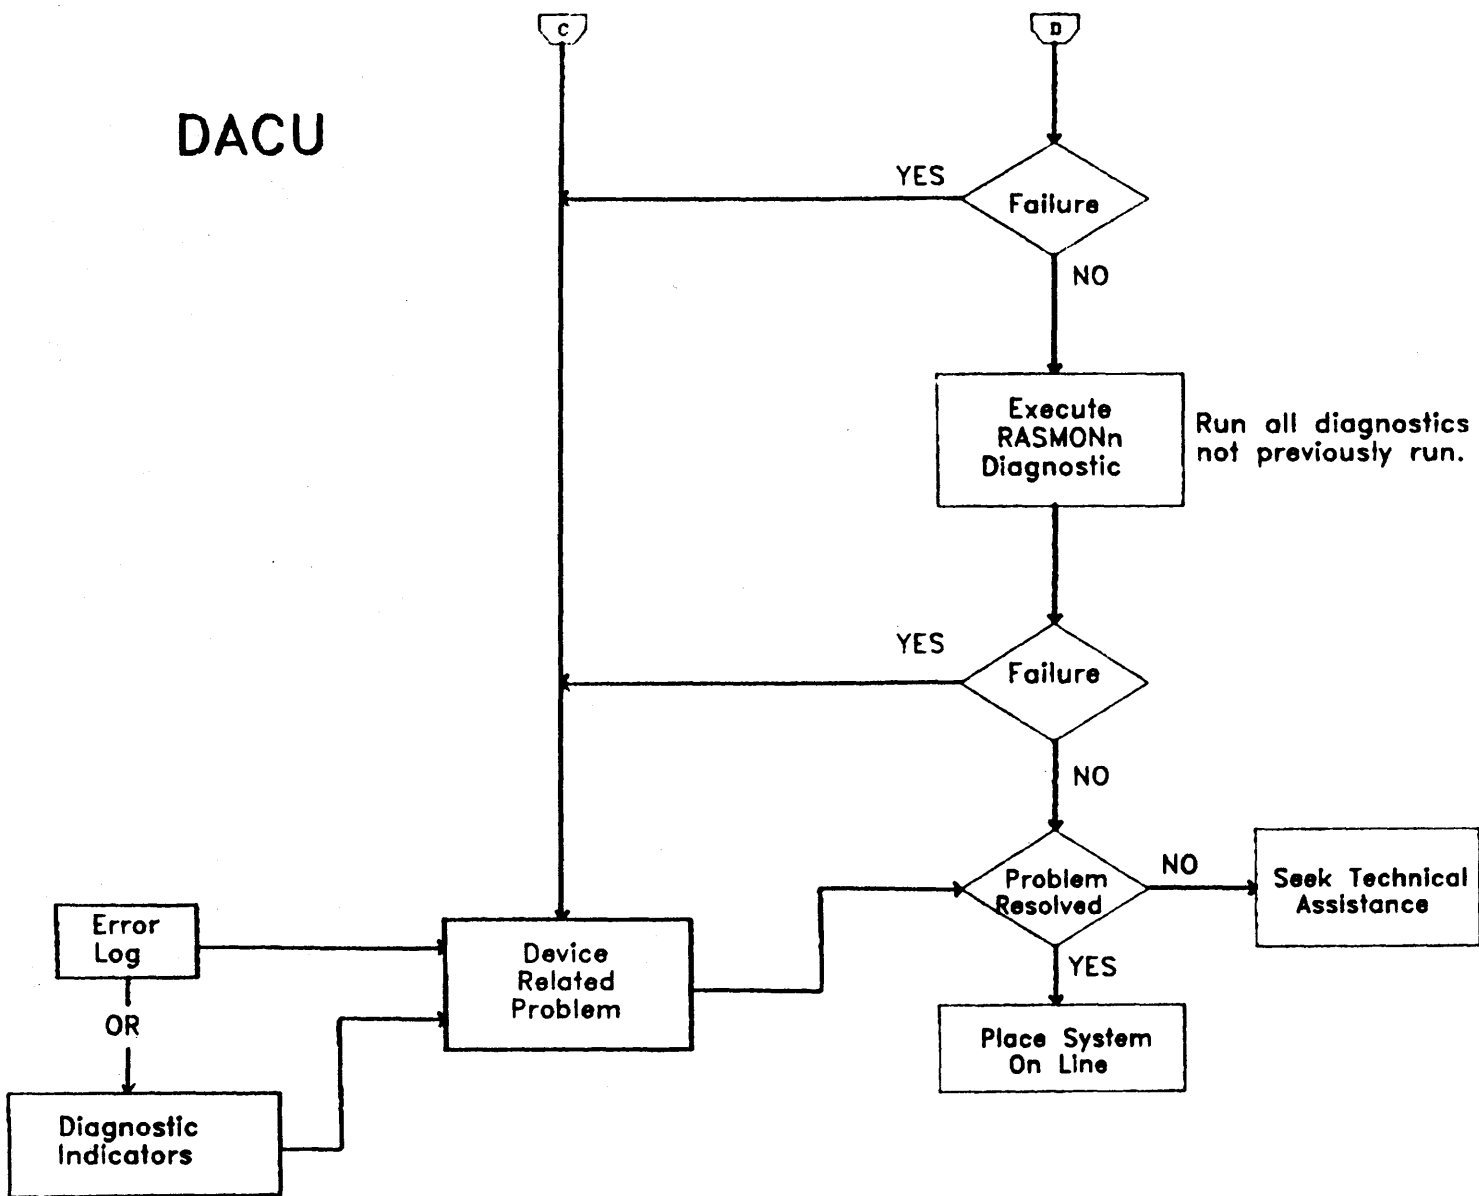 C
D
DACU
YES
Failure
NO
Execute
RASMONn
Diagnostic
Run all diagnostics
not previously run.
YES
Failure
NO
Problem
Resolved
NO
Seek Technical
Assistance
Error
Log
Device
Related
Problem
YES
OR
Place System
On Line
Diagnostic
Indicators